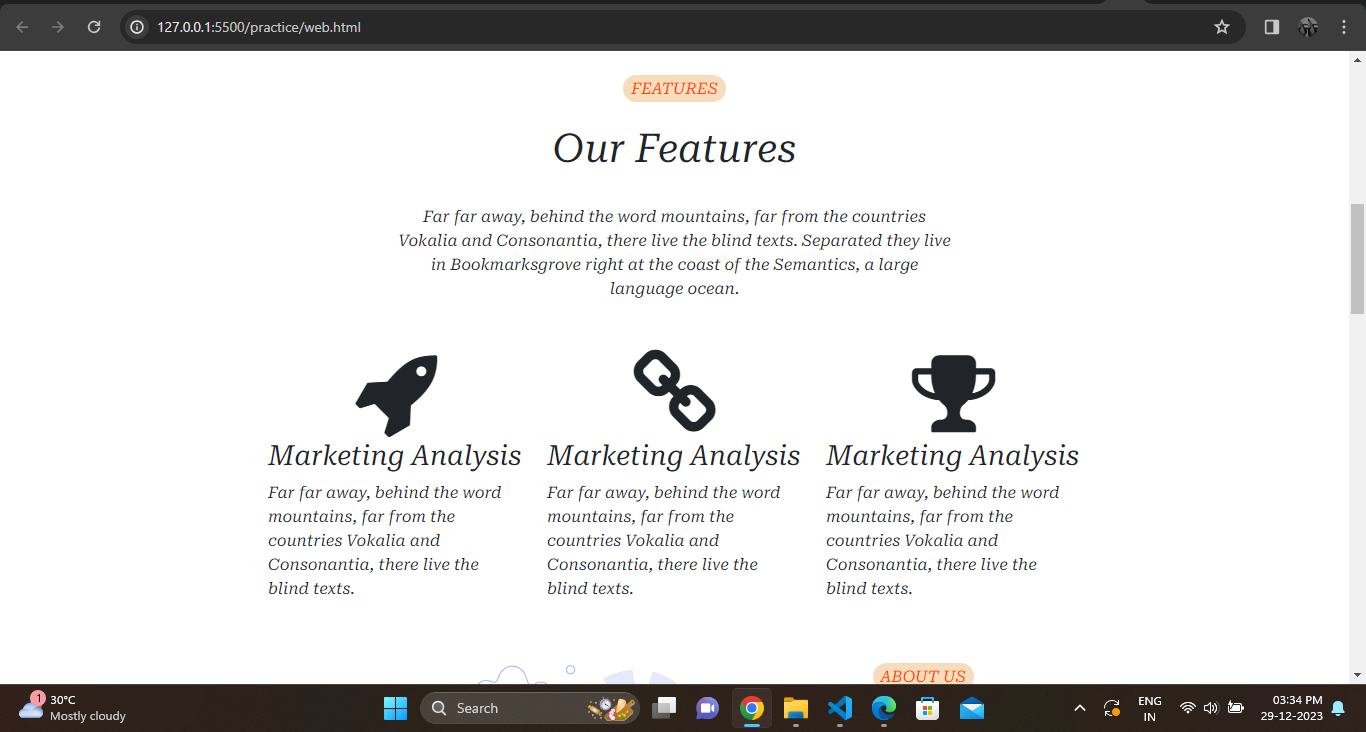 127.0.0.1:5500/practice/web.html
FEATURES
Our Features
Far far away, behind the word mountains, far from the countries
Vokalia and Consonantia, there live the blind texts. Separated they live
in Bookmarksgrove right at the coast of the Semantics, a large
language ocean.
Marketing Analysis
Far far away, behind the word
mountains, far from the
countries Vokalia and
Consonantia, there live the
blind texts.
Marketing Analysis
Far far away, behind the word
mountains, far from the
countries Vokalia and
Consonantia, there live the
blind texts.
Marketing Analysis
Far far away, behind the word
mountains, far from the
countries Vokalia and
Consonantia, there live the
blind texts.
ABOUT US
1
30°C
Mostly cloudy
Search
ENG
IN
03:34 PM
29-12-2023